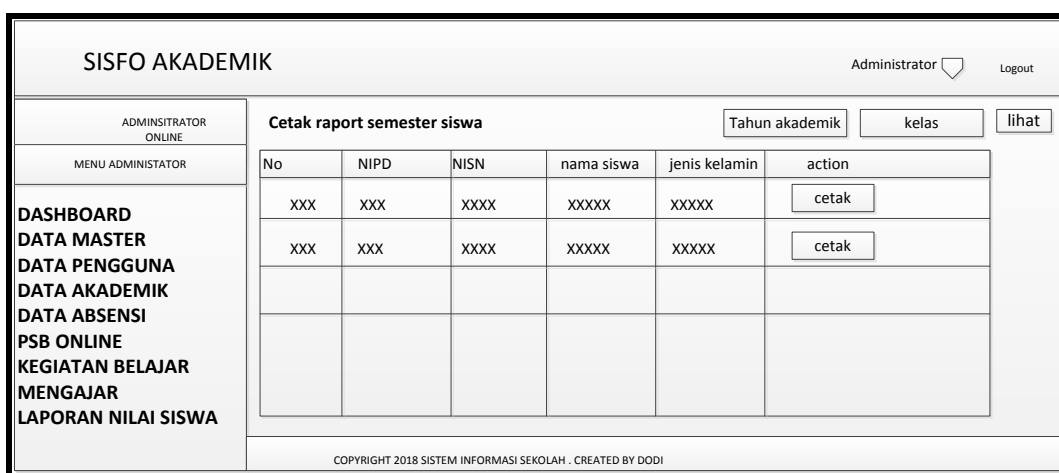 SISFO AKADEMIK
Administrator
Logout
ADMINSITRATOR
ONLINE
MENU ADMINISTATOR
DASHBOARD
DATA MASTER
DATA PENGGUNA
DATA AKADEMIK
DATA ABSENSI
PSB ONLINE
KEGIATAN BELAJAR
MENGAJAR
LAPORAN NILAI SISWA
Cetak raport semester siswa
Tahun akademik
kelas
lihat
No NIPD NISN nama siswa jenis kelamin action
XXX XXX XXXX XXXXX XXXXX cetak
XXX XXX XXXX XXXXX XXXXX cetak
COPYRIGHT 2018 SISTEM INFORMASI SEKOLAH . CREATED BY DODI